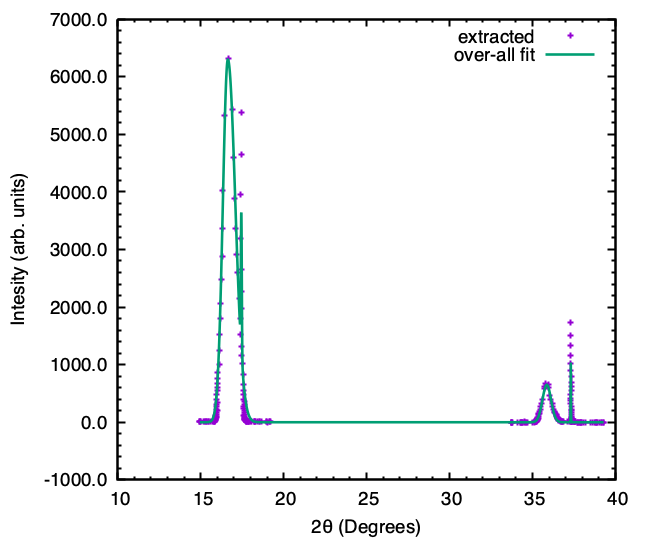 7000.0
extracted
over-all fit
6000.0
5000.0
4000.0
3000.0
2000.0
1000.0
0.0
-1000.0
Intesity (arb. units)
10 15 20 25 30 35 40
2θ (Degrees)